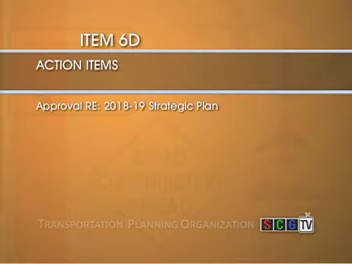 ITEM 6D
ACTION ITEMS
Approval RE: 2018-19 Strategic Plan
TRANSPORTATION PLANNING ORGANIZATION SCGTV